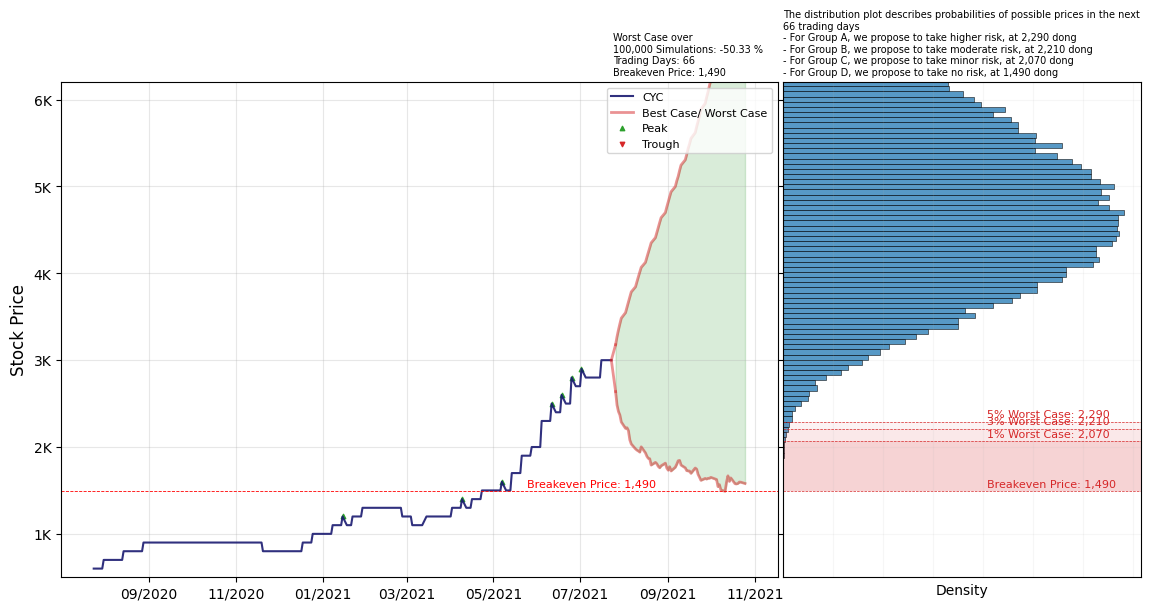 Worst Case over
100,000 Simulations: -50.33 %
Trading Days: 66
Breakeven Price: 1,490
The distribution plot describes probabilities of possible prices in the next
66 trading days
- For Group A, we propose to take higher risk, at 2,290 dong
- For Group B, we propose to take moderate risk, at 2,210 dong
- For Group C, we propose to take minor risk, at 2,070 dong
- For Group D, we propose to take no risk, at 1,490 dong
CYC
Best Case/ Worst Case
Peak
Trough
Stock Price
6K
5K
4K
3K
2K
1K
Breakeven Price: 1,490
09/2020
11/2020
01/2021
03/2021
05/2021
07/2021
09/2021
11/2021
5% Worst Case: 2,290
3% Worst Case: 2,210
1% Worst Case: 2,070
Breakeven Price: 1,490
Density